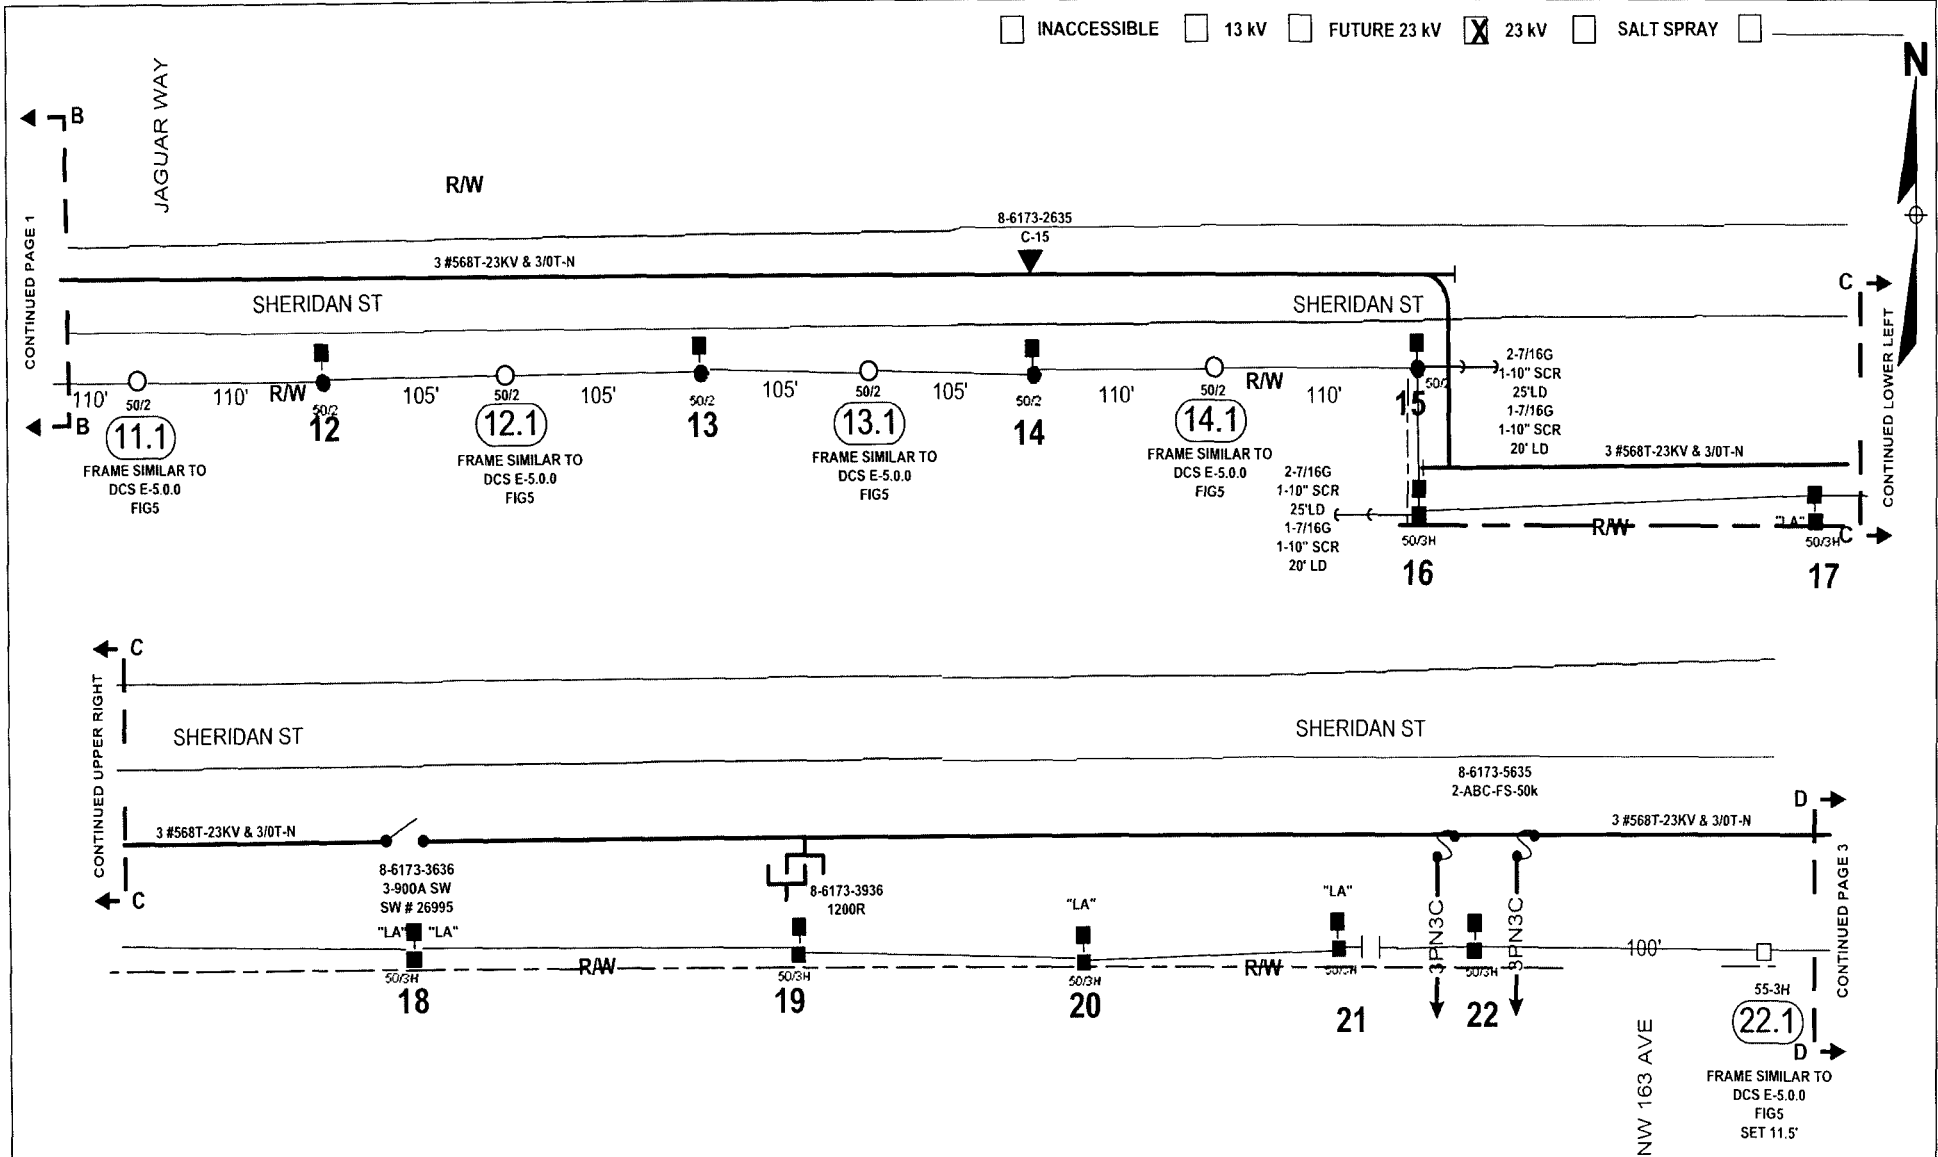 INACCESSIBLE 13 kV FUTURE 23 kV X 23 kV SALT SPRAY
N
JAGUAR WAY
B
R/W
CONTINUED PAGE 1
8-6173-2635
C-15
3 #568T-23KV & 3/0T-N
SHERIDAN ST
SHERIDAN ST
C
CONTINUED LOWER LEFT
110'
50/2
110'
R/W
50/2
105'
50/2
105'
50/2
105'
50/2
105'
50/2
110'
50/2
R/W
110'
50/2
B
11.1
FRAME SIMILAR TO
DCS E-5.0.0
FIG5
12
12.1
FRAME SIMILAR TO
DCS E-5.0.0
FIG5
13
13.1
FRAME SIMILAR TO
DCS E-5.0.0
FIG5
14
14.1
FRAME SIMILAR TO
DCS E-5.0.0
FIG5
15
2-7/16G
1-10" SCR
25'LD
1-7/16G
1-10" SCR
20' LD
3 #568T-23KV & 3/0T-N
2-7/16G
1-10" SCR
25'LD
1-7/16G
1-10" SCR
20' LD
50/3H
16
R/W
"LA"
50/3H
C
17
C
CONTINUED UPPER RIGHT
SHERIDAN ST
SHERIDAN ST
8-6173-5635
2-ABC-FS-50k
D
3 #568T-23KV & 3/0T-N
3 #568T-23KV & 3/0T-N
8-6173-3636
3-900A SW
SW # 26995
C
"LA" "LA"
50/3H
18
R/W
8-6173-3936
1200R
50/3H
19
"LA"
50/3H
20
R/W
"LA"
50/3H
21
3PN3C
50/3H
22
3PN3C
100'
NW 163 AVE
55-3H
22.1
D
CONTINUED PAGE 3
FRAME SIMILAR TO
DCS E-5.0.0
FIG5
SET 11.5'